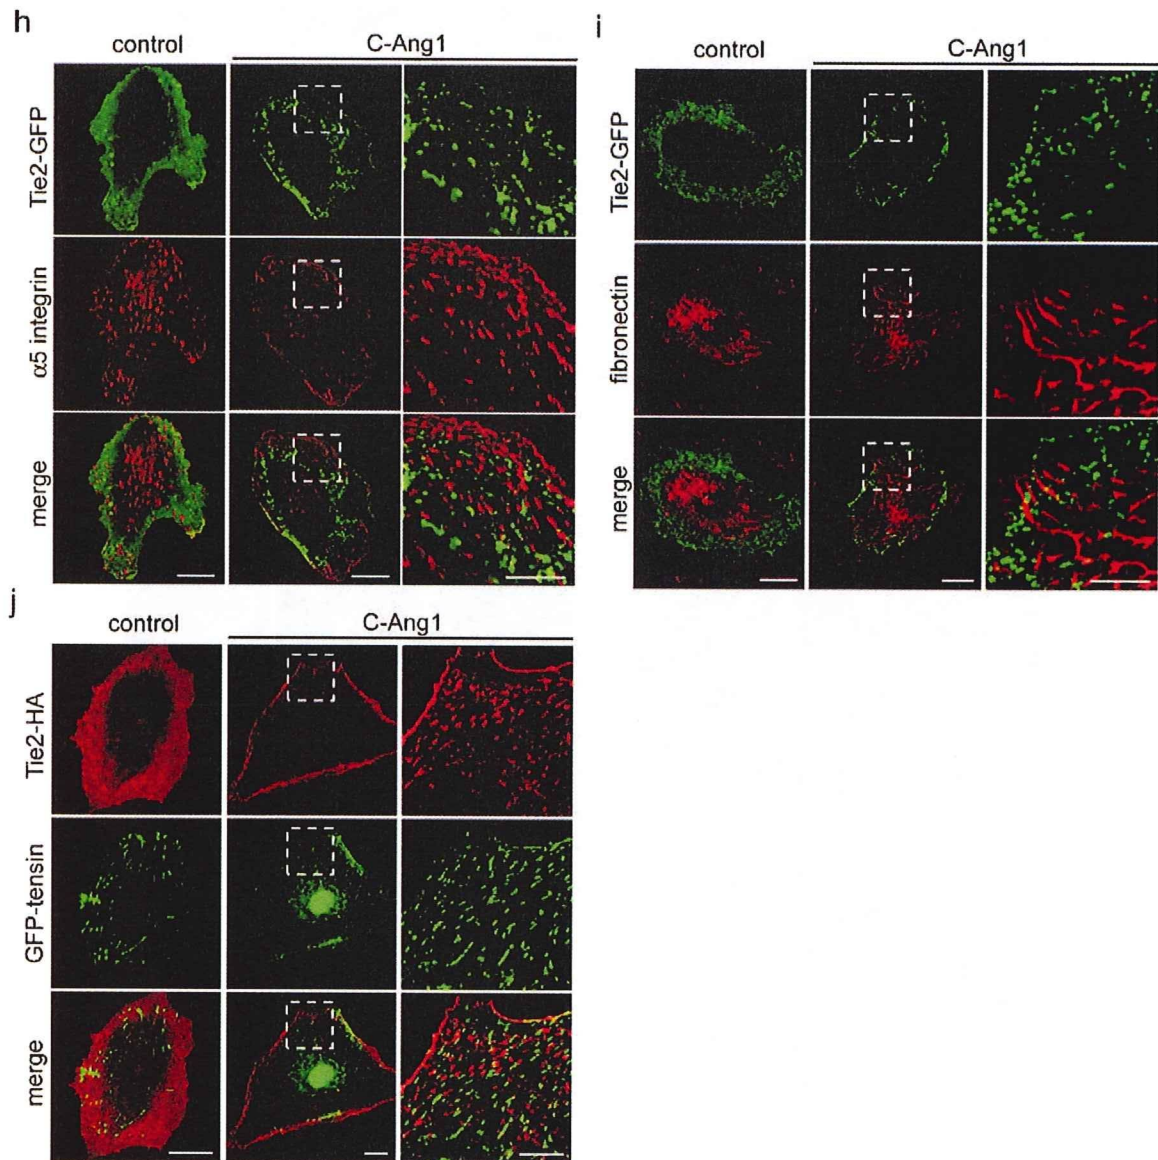 h
control
C-Ang1
Tie2-GFP
α5 integrin
merge
i
control
C-Ang1
Tie2-GFP
fibronectin
merge
j
control
C-Ang1
Tie2-HA
GFP-tensin
merge